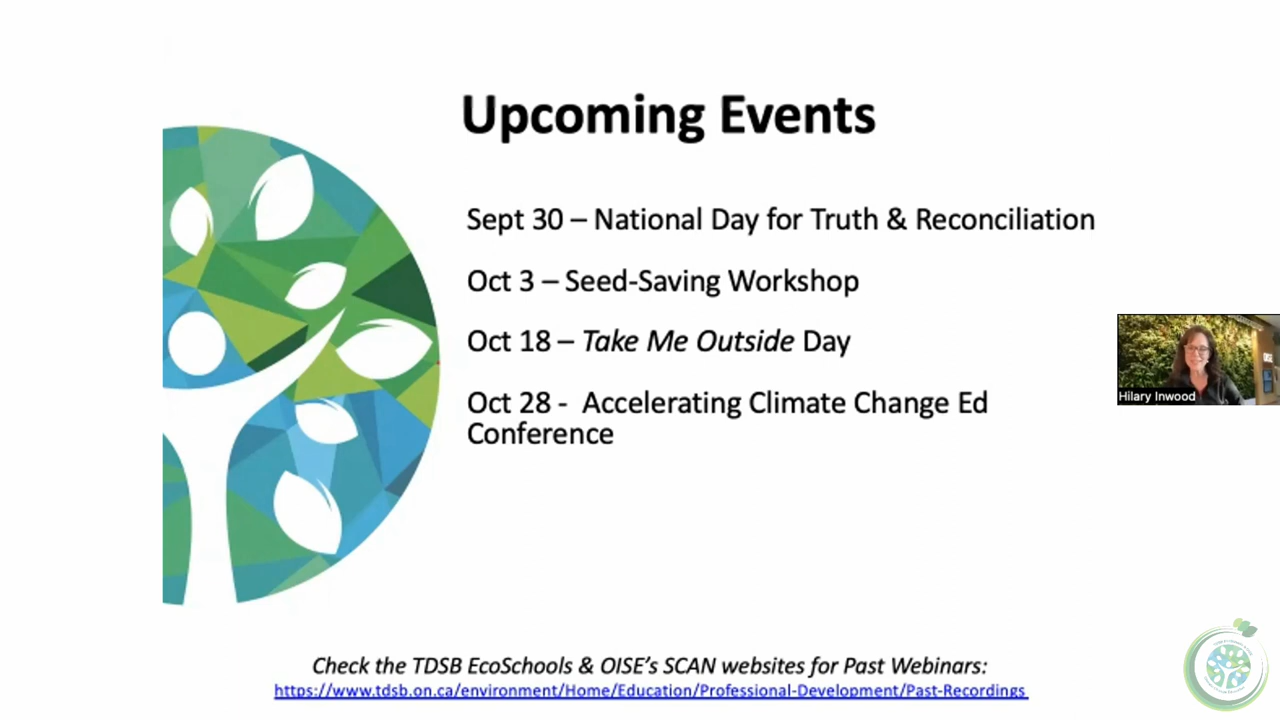 Upcoming Events
Sept 30 – National Day for Truth & Reconciliation
Oct 3 – Seed-Saving Workshop
Oct 18 – Take Me Outside Day
Oct 28 -  Accelerating Climate Change Ed
Conference
Hilary Inwood
Check the TDSB EcoSchools & OISE’s SCAN websites for Past Webinars:
https://www.tdsb.on.ca/environment/Home/Education/Professional-Development/Past-Recordings